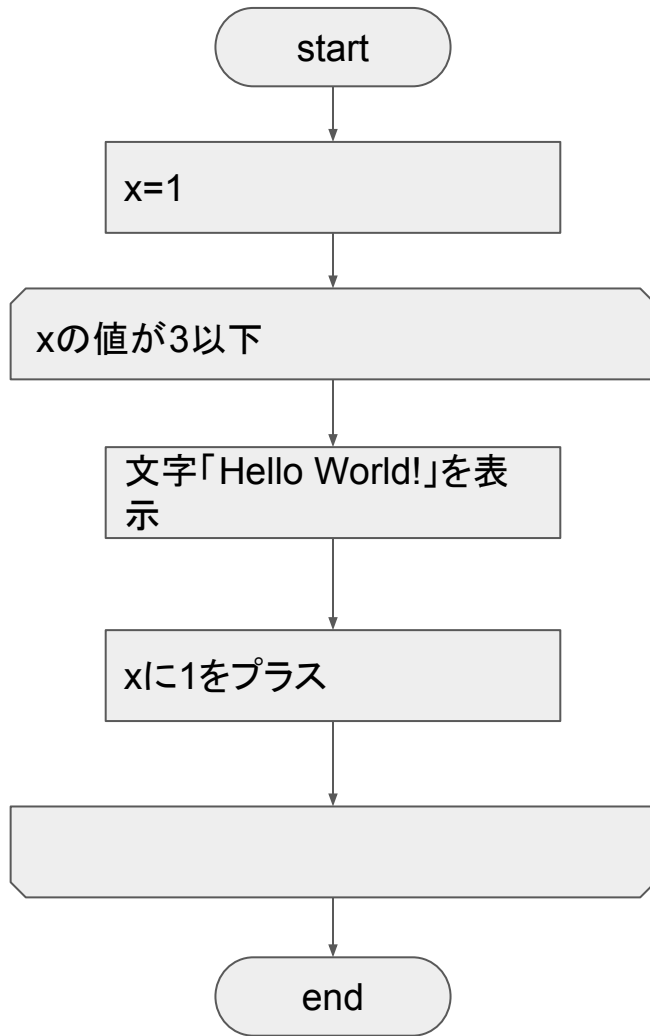 start
x=1
xの値が3以下
文字「Hello World!」を表
示
xに1をプラス
end